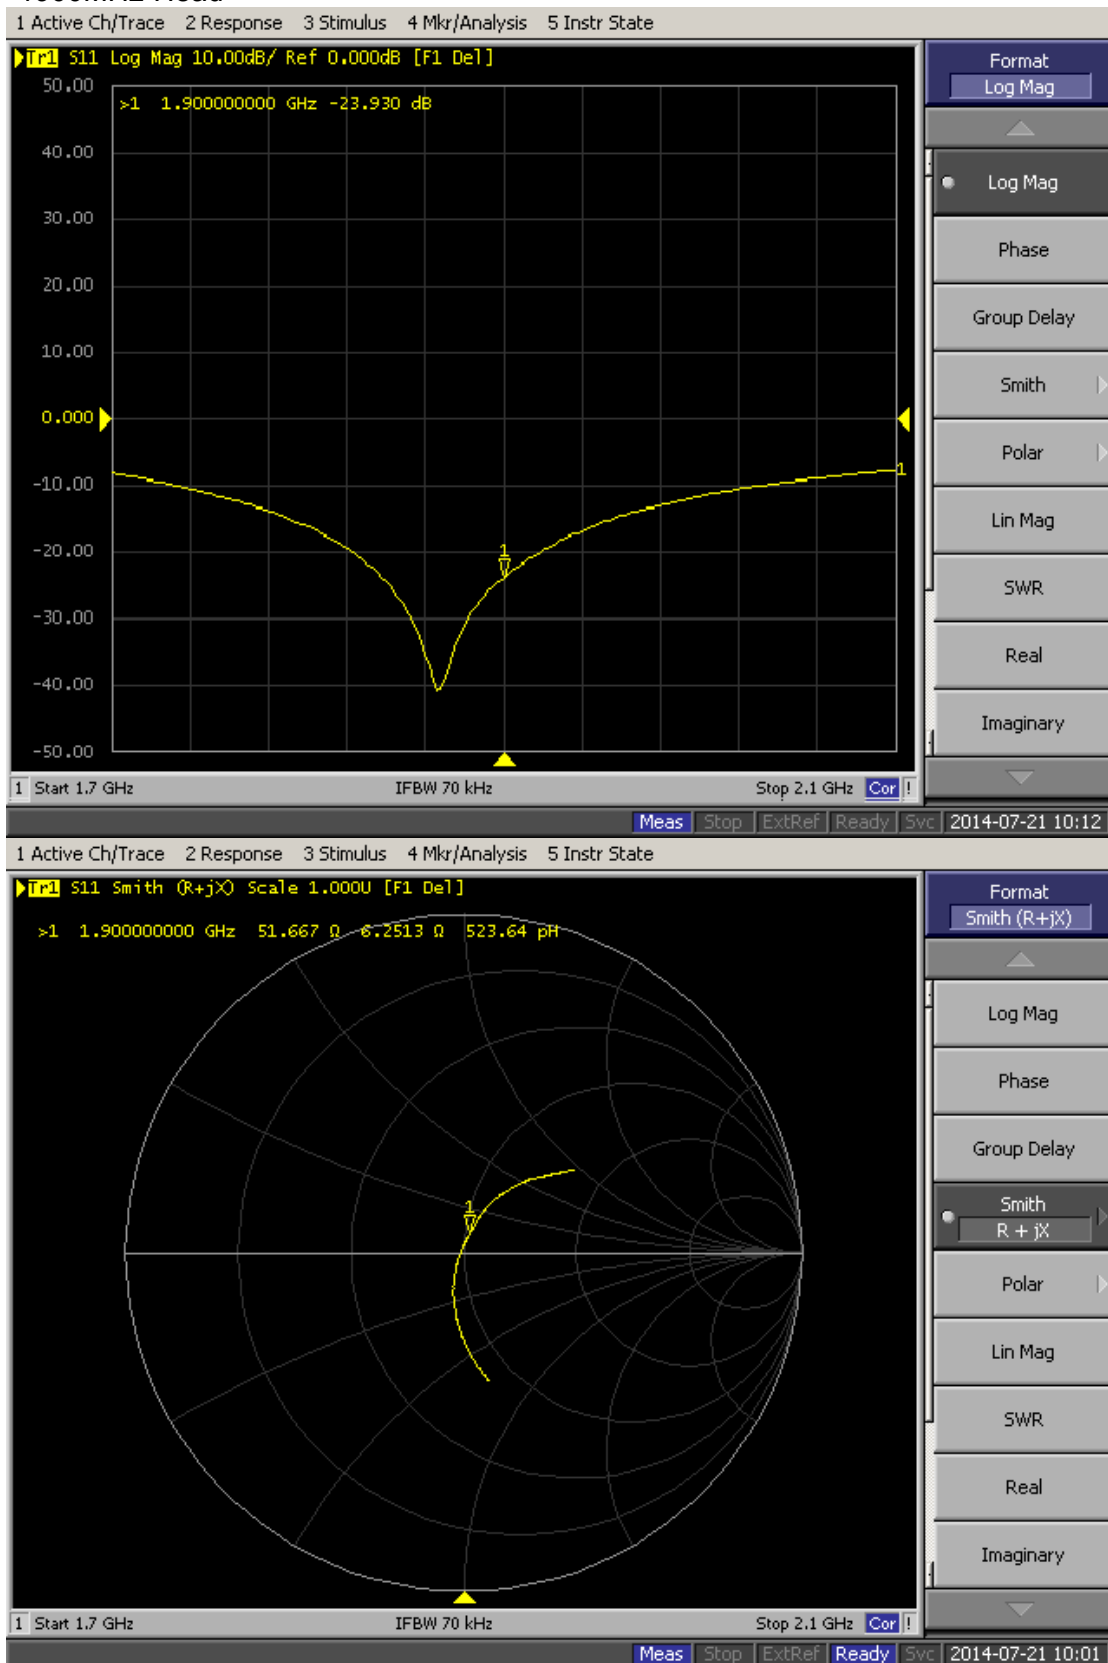 1 Active Ch/Trace 2 Response 3 Stimulus 4 Mkr/Analysis 5 Instr State
Tr1 S11 Log Mag 10.00dB/ Ref 0.000dB [F1 Del]
50.00
>1 1.900000000 GHz -23.930 dB
40.00
30.00
20.00
10.00
0.000
-10.00
-20.00
-30.00
-40.00
-50.00
1
1
1 Start 1.7 GHz IFBW 70 kHz Stop 2.1 GHz Cor !
Format
Log Mag
Log Mag
Phase
Group Delay
Smith
Polar
Lin Mag
SWR
Real
Imaginary
Meas Stop ExtRef Ready Svc 2014-07-21 10:12
1 Active Ch/Trace 2 Response 3 Stimulus 4 Mkr/Analysis 5 Instr State
Tr1 S11 Smith (R+jX) Scale 1.000U [F1 Del]
>1 1.900000000 GHz 51.667 Ω 6.2513 Ω 523.64 pH
1
1 Start 1.7 GHz IFBW 70 kHz Stop 2.1 GHz Cor !
Format
Smith (R+jX)
Log Mag
Phase
Group Delay
Smith
R + jX
Polar
Lin Mag
SWR
Real
Imaginary
Meas Stop ExtRef Ready Svc 2014-07-21 10:01